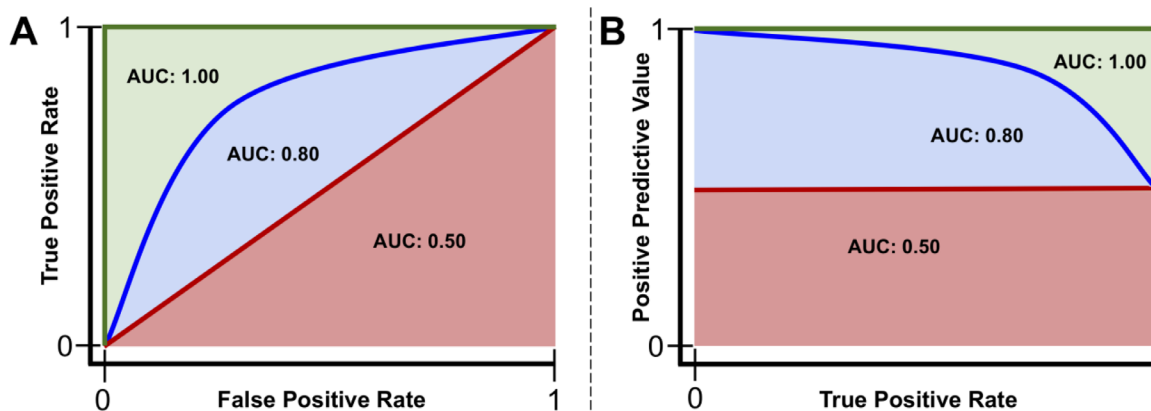 A
1
True Positive Rate
AUC: 1.00
AUC: 0.80
AUC: 0.50
0
0
False Positive Rate
1
B
1
Positive Predictive Value
AUC: 1.00
AUC: 0.80
AUC: 0.50
0
0
True Positive Rate